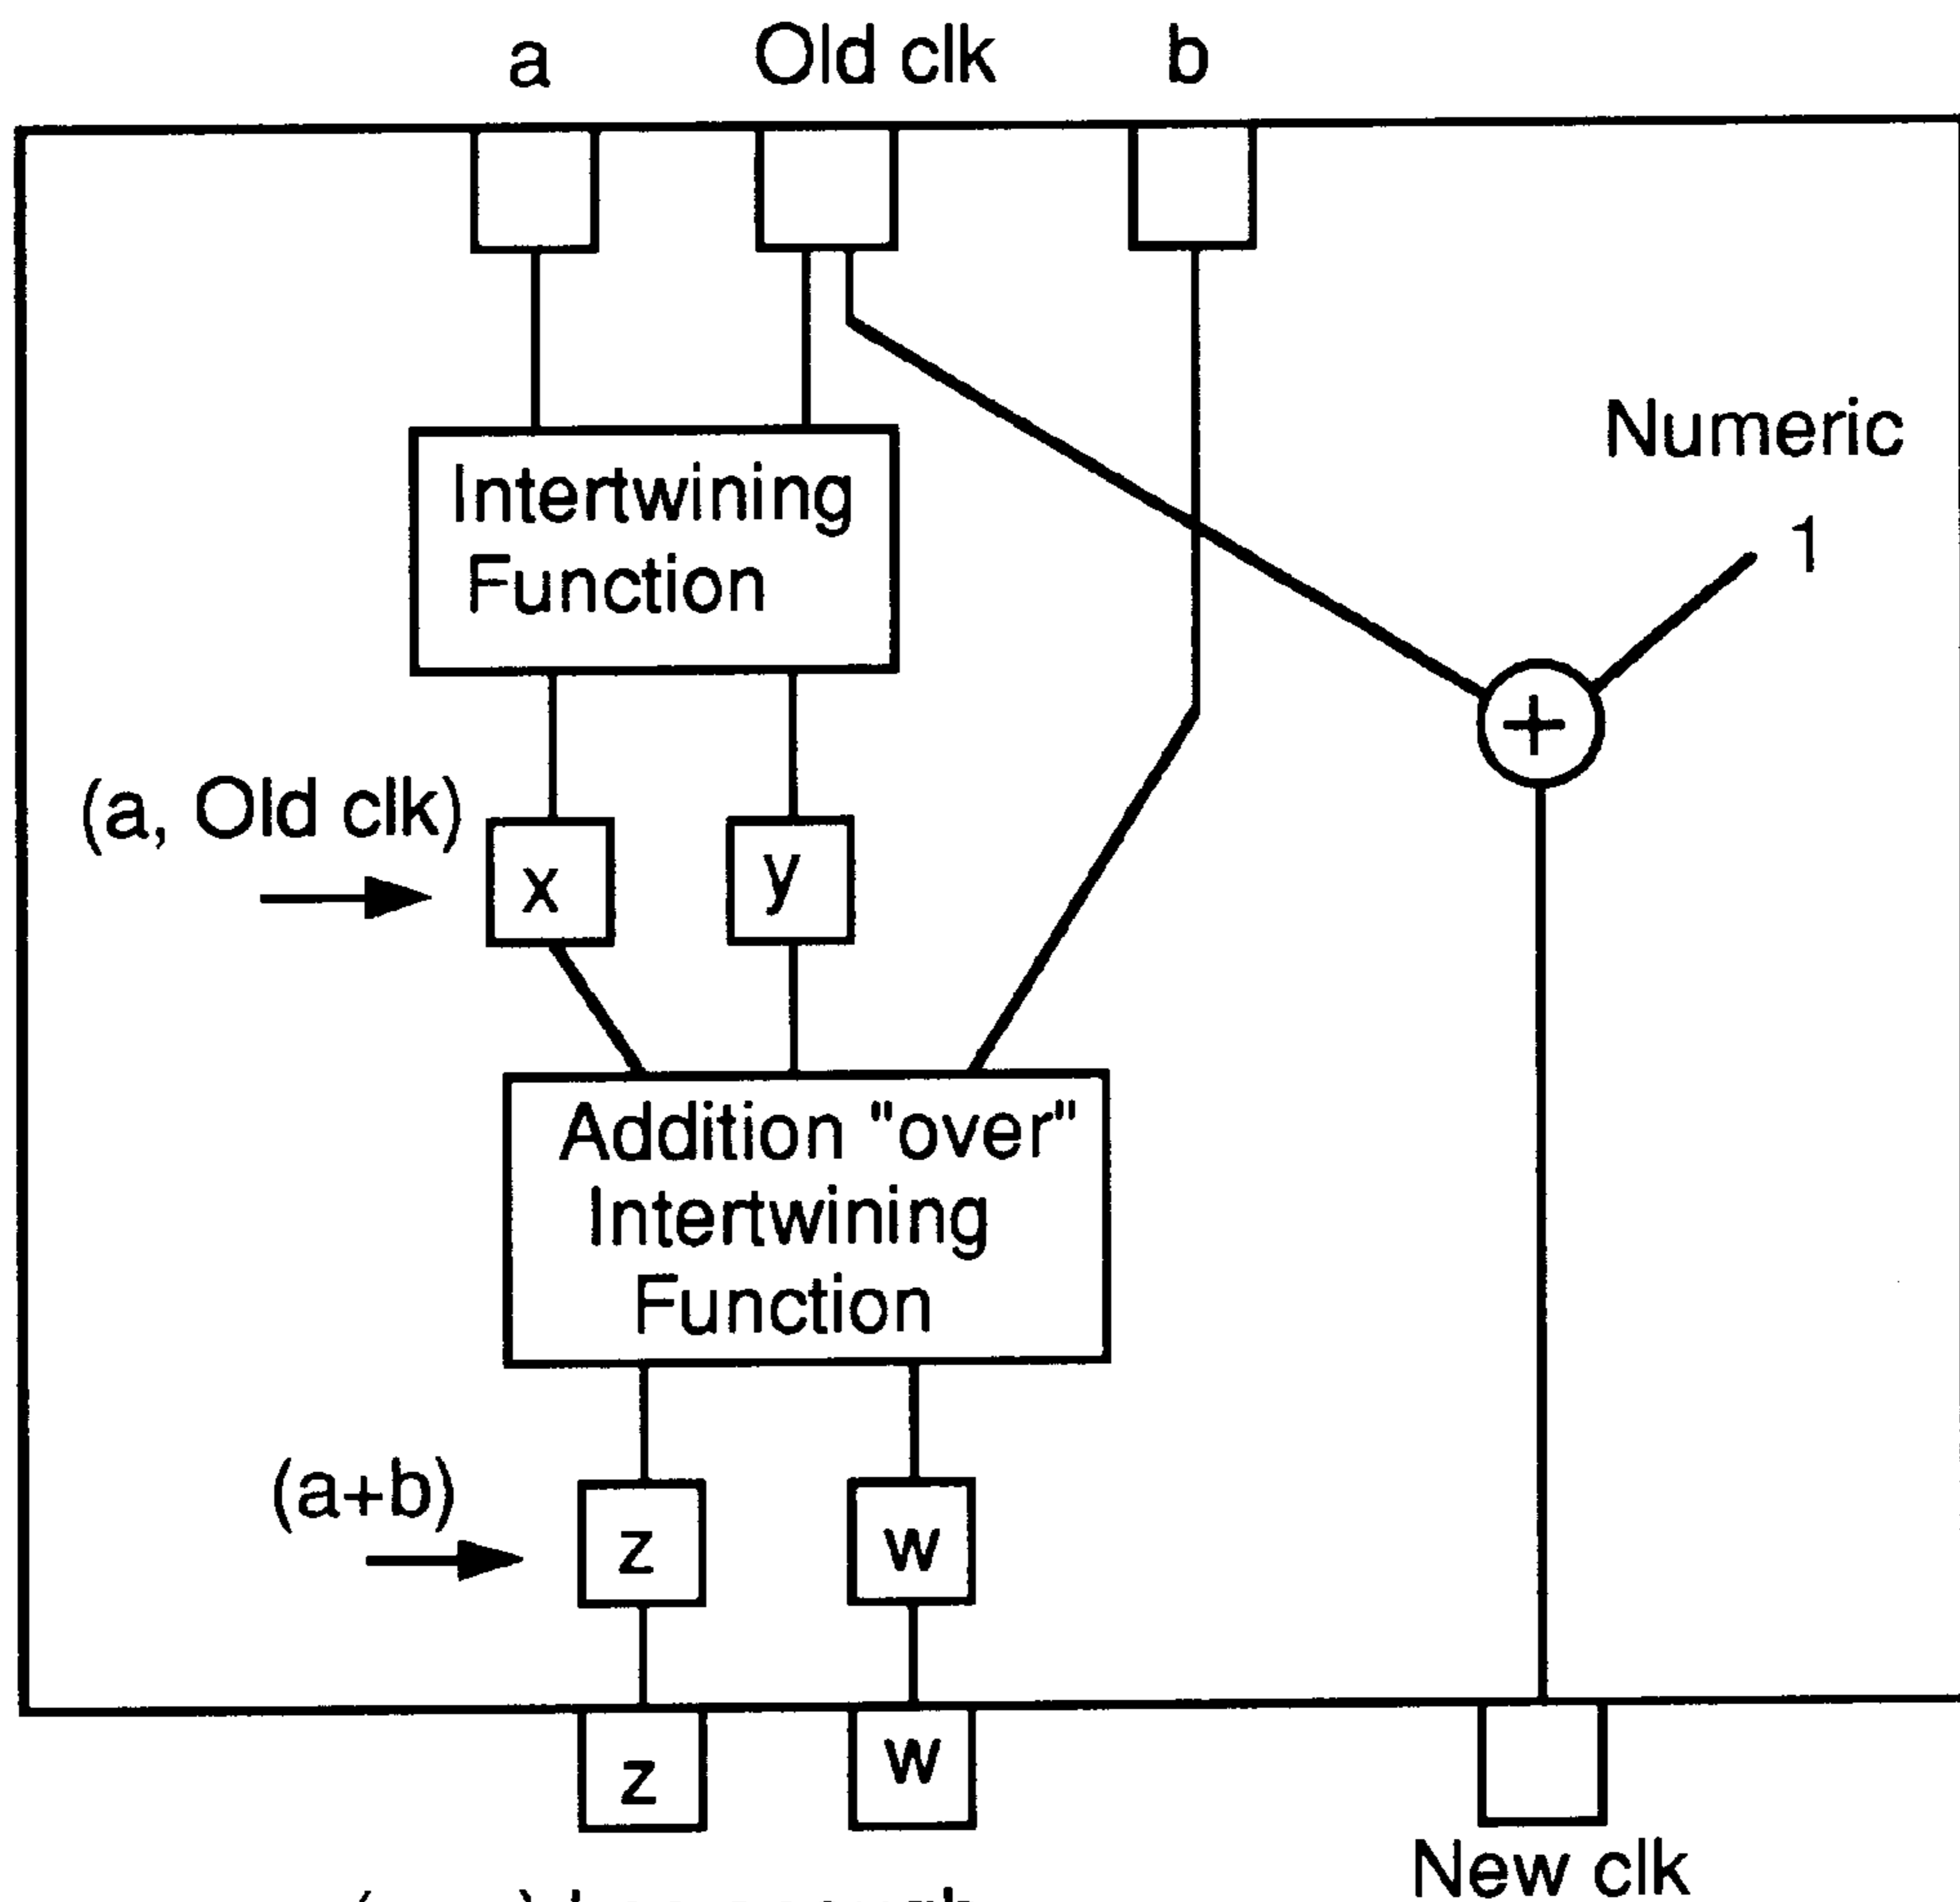 a
Old clk
b
Intertwining
Function
Numeric
1
+
(a, Old clk)
x
y
Addition "over"
Intertwining
Function
(a+b)
z
w
z
w
New clk